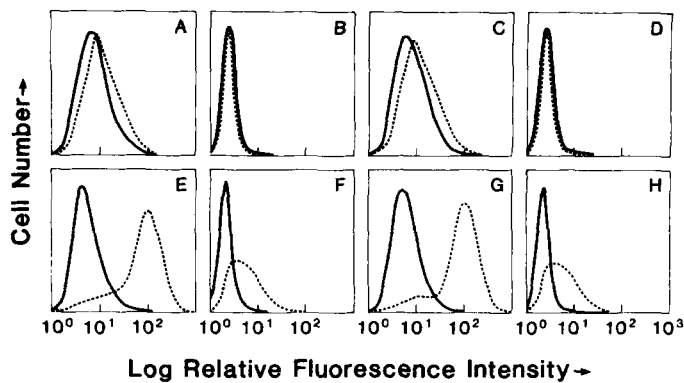 A B C D
Cell Number→
E F G H
10⁰ 10¹ 10² 10⁰ 10¹ 10² 10⁰ 10¹ 10² 10⁰ 10¹ 10² 10³
Log Relative Fluorescence Intensity→